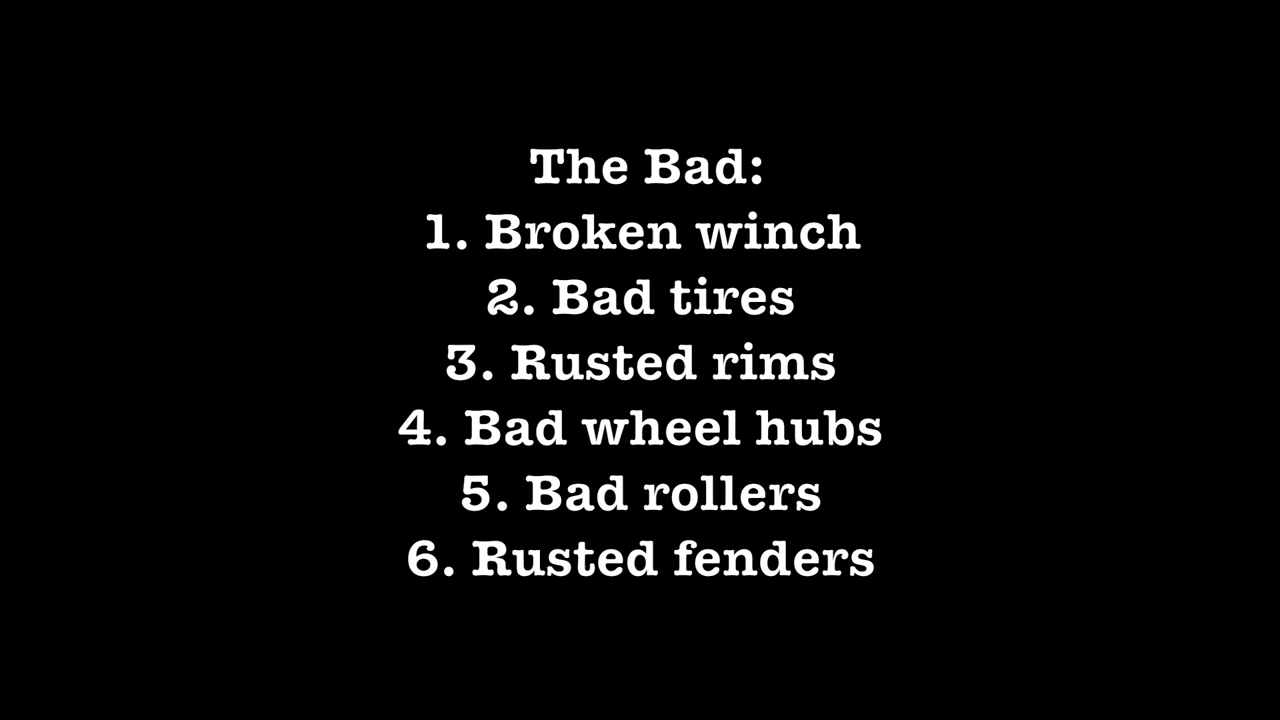 The Bad:
1. Broken winch
2. Bad tires
3. Rusted rims
4. Bad wheel hubs
5. Bad rollers
6. Rusted fenders